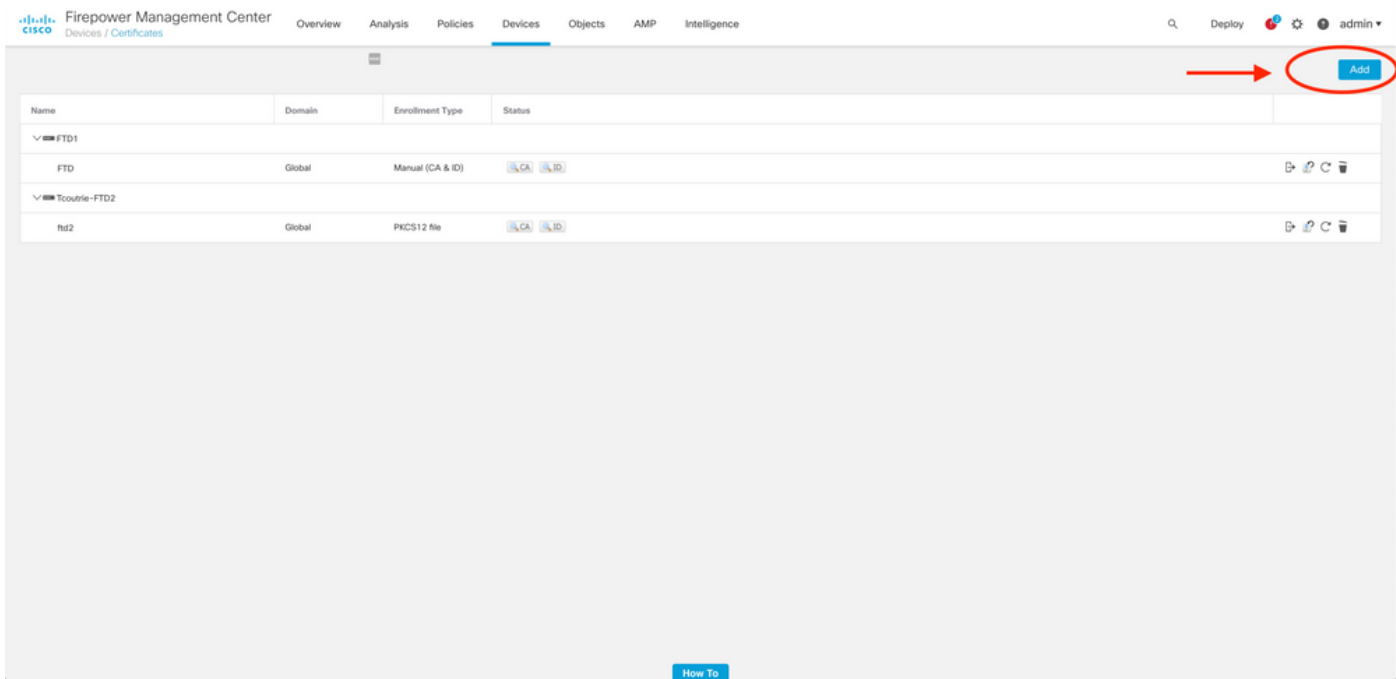 Firepower Management Center Overview Analysis Policies Devices Objects AMP Intelligence Deploy 2 admin
CISCO Devices / Certificates
Add
Name Domain Enrollment Type Status
FTD1
FTD Global Manual (CA & ID) CA ID
Tcoutrie-FTD2
ftd2 Global PKCS12 file CA ID
How To